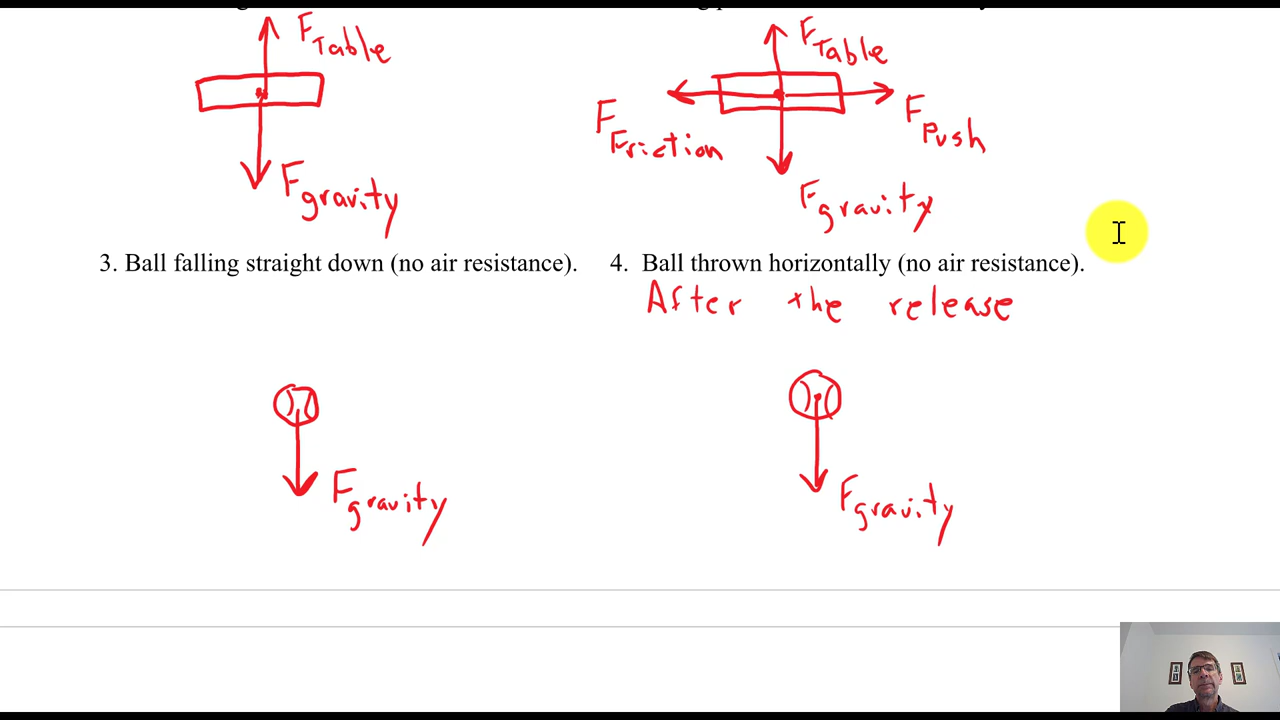 F Table
F gravity
F Table
F Friction
F Push
F gravity
3. Ball falling straight down (no air resistance).
4. Ball thrown horizontally (no air resistance).
After the release
F gravity
F gravity